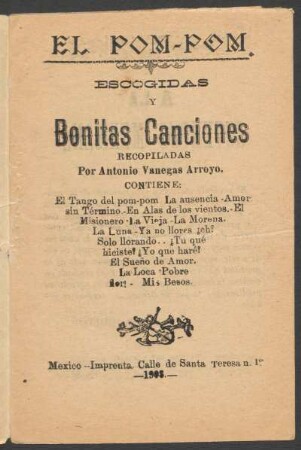 EL POM-POM.
ESCOGIDAS
Y
Bonitas Canciones
RECOPILADAS
Por Antonio Vanegas Arroyo.
CONTIENE:
El Tango del pom-pom La ausencia-Amor
sin Término.-En Alas de los vientos.-El
Misionero-La Vieja-La Morena.
La Luna-Ya no llores ¿eh?
Solo llorando.. ¡Tu qué
hiciste! ¡Yo que haré!
El Sueño de Amor.
La Loca-Pobre
flor!-Mis Besos.
Mexico-Imprenta, Calle de Santa Teresa n. 1º